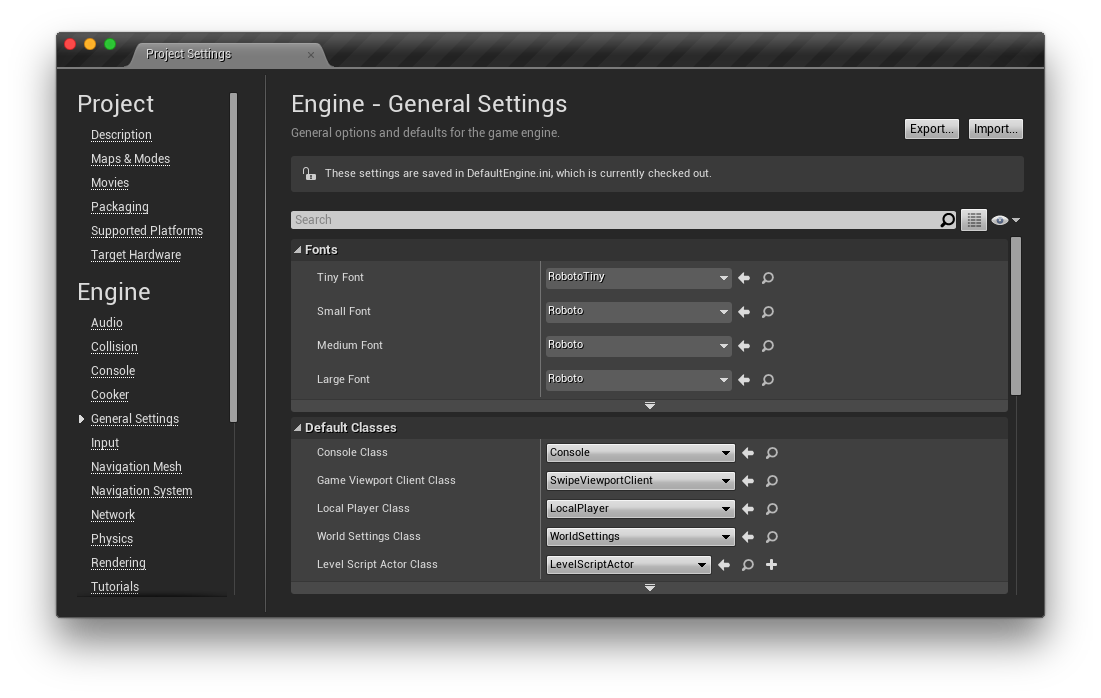 Project Settings
Project
Description
Maps & Modes
Movies
Packaging
Supported Platforms
Target Hardware
Engine
Audio
Collision
Console
Cooker
General Settings
Input
Navigation Mesh
Navigation System
Network
Physics
Rendering
Tutorials
Engine - General Settings
General options and defaults for the game engine.
Export...
Import...
These settings are saved in DefaultEngine.ini, which is currently checked out.
Search
Fonts
Tiny Font RobotoTiny
Small Font Roboto
Medium Font Roboto
Large Font Roboto
Default Classes
Console Class Console
Game Viewport Client Class SwipeViewportClient
Local Player Class LocalPlayer
World Settings Class WorldSettings
Level Script Actor Class LevelScriptActor